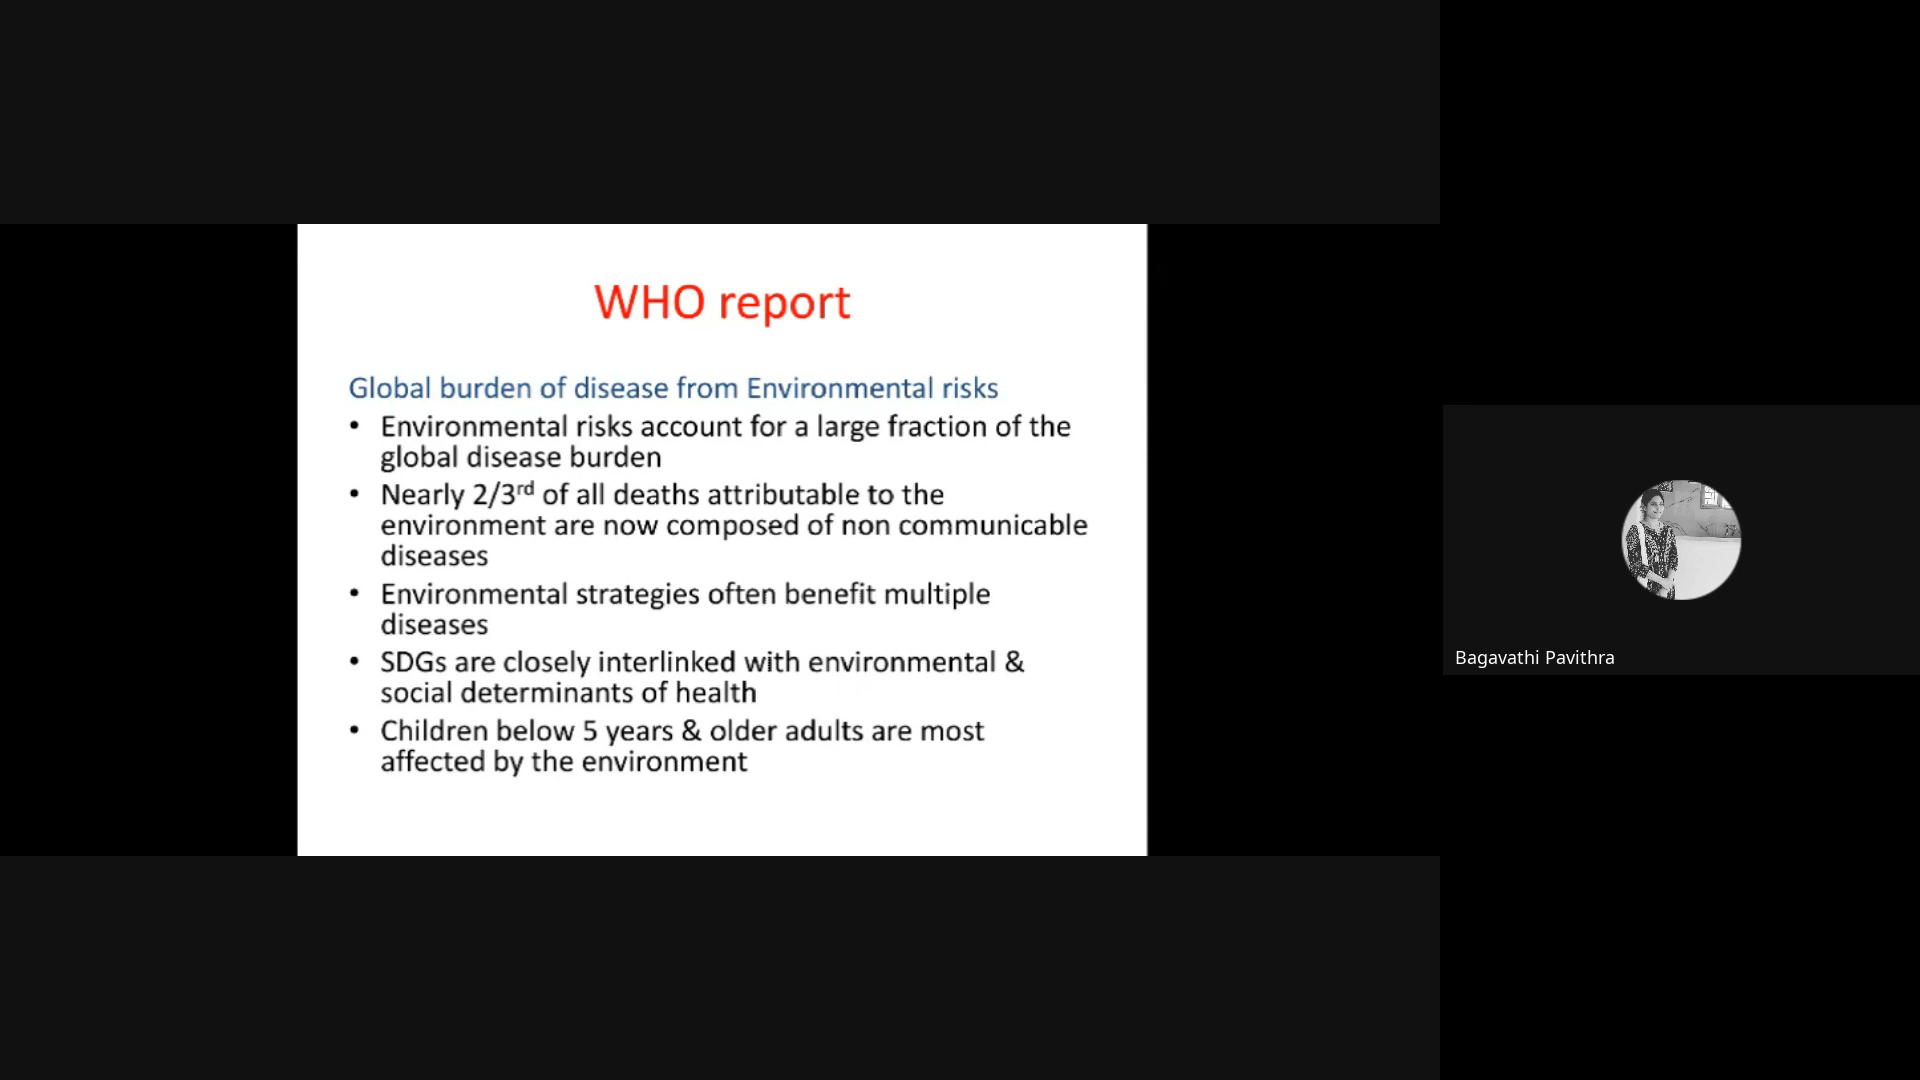 WHO report
Global burden of disease from Environmental risks
• Environmental risks account for a large fraction of the
global disease burden
• Nearly 2/3rd of all deaths attributable to the
environment are now composed of non communicable
diseases
• Environmental strategies often benefit multiple
diseases
• SDGs are closely interlinked with environmental &
social determinants of health
• Children below 5 years & older adults are most
affected by the environment
Bagavathi Pavithra